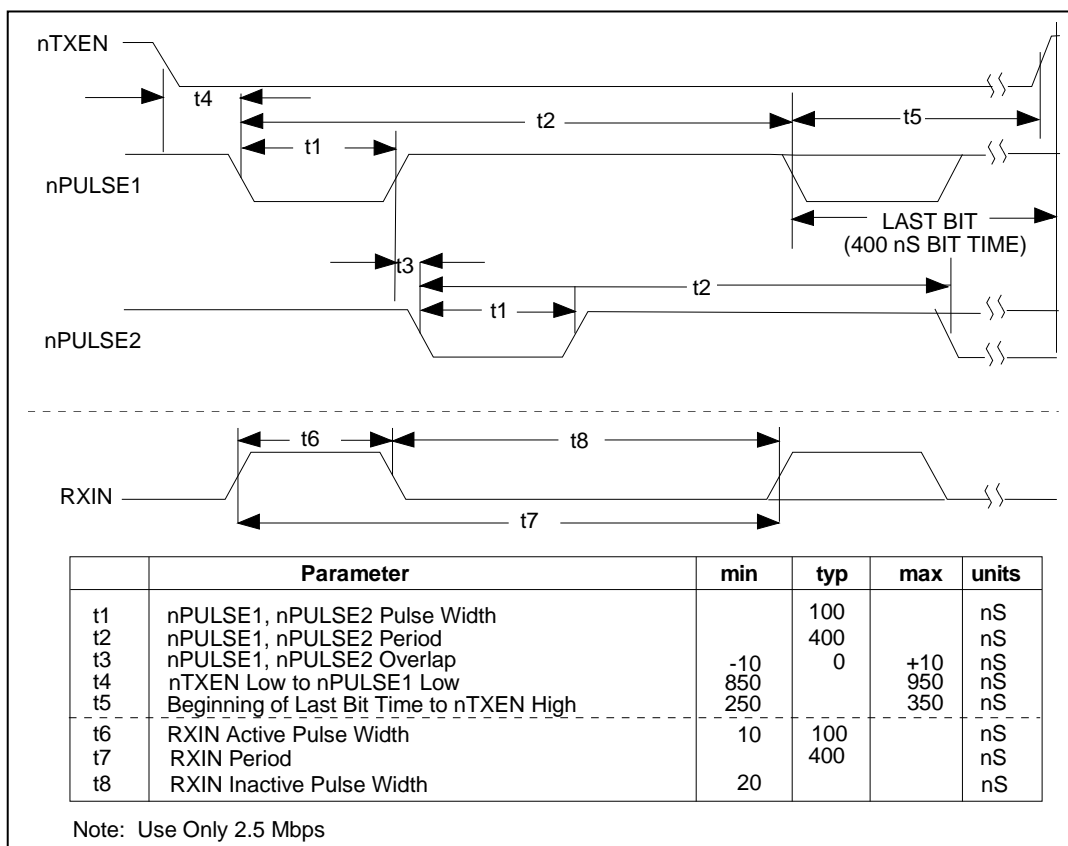 nTXEN
t4
t2
t5
t1
nPULSE1
LAST BIT
(400 nS BIT TIME)
t3
t2
t1
nPULSE2
t6
t8
RXIN
t7
Parameter min typ max units
t1 nPULSE1, nPULSE2 Pulse Width 100 nS
t2 nPULSE1, nPULSE2 Period 400 nS
t3 nPULSE1, nPULSE2 Overlap -10 0 +10 nS
t4 nTXEN Low to nPULSE1 Low 850 950 nS
t5 Beginning of Last Bit Time to nTXEN High 250 350 nS
t6 RXIN Active Pulse Width 10 100 nS
t7 RXIN Period 400 nS
t8 RXIN Inactive Pulse Width 20 nS
Note: Use Only 2.5 Mbps